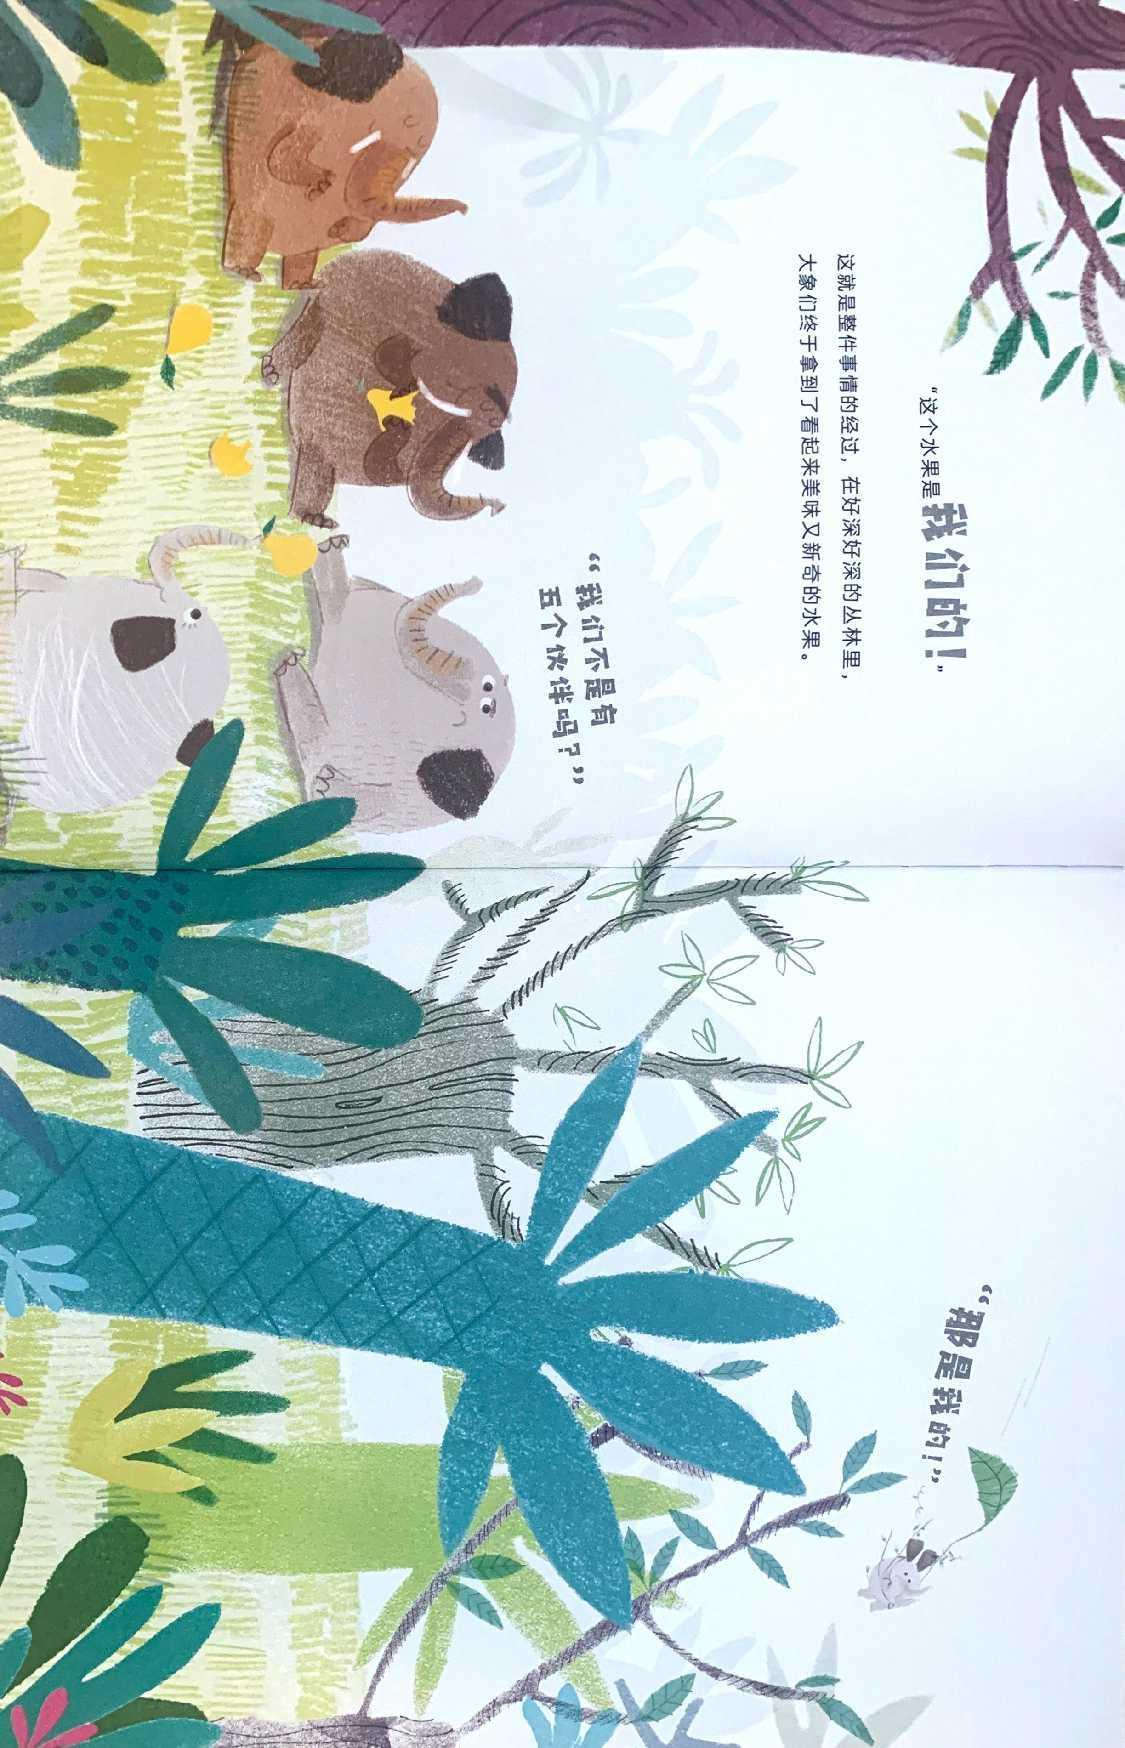 “这个水果是我们的！”
这就是整件事情的经过，在好深好深的丛林里，
大象们终于拿到了看起来美味又新奇的水果。
“我们不是有
五个伙伴吗？”
“那是我的！”